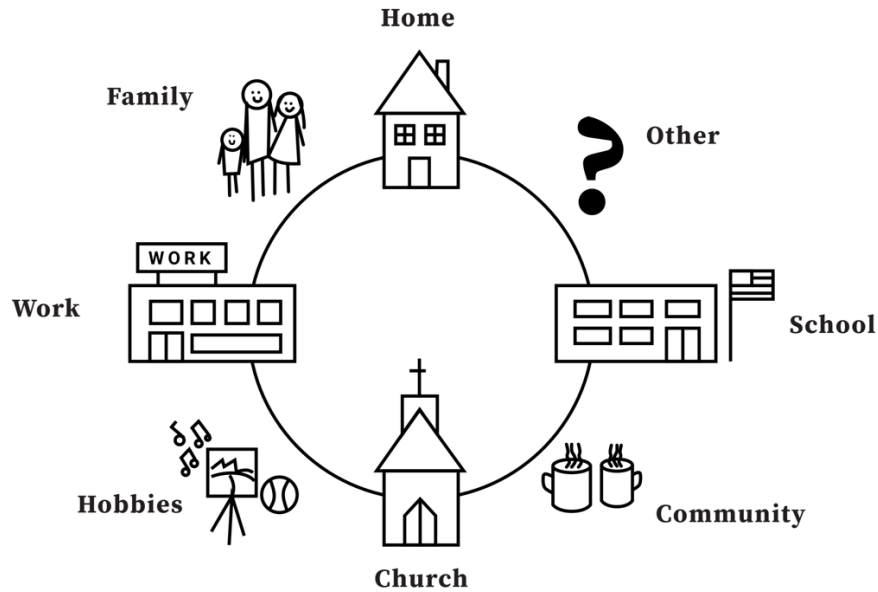 Home
Family
Other
WORK
Work
School
Hobbies
Community
Church